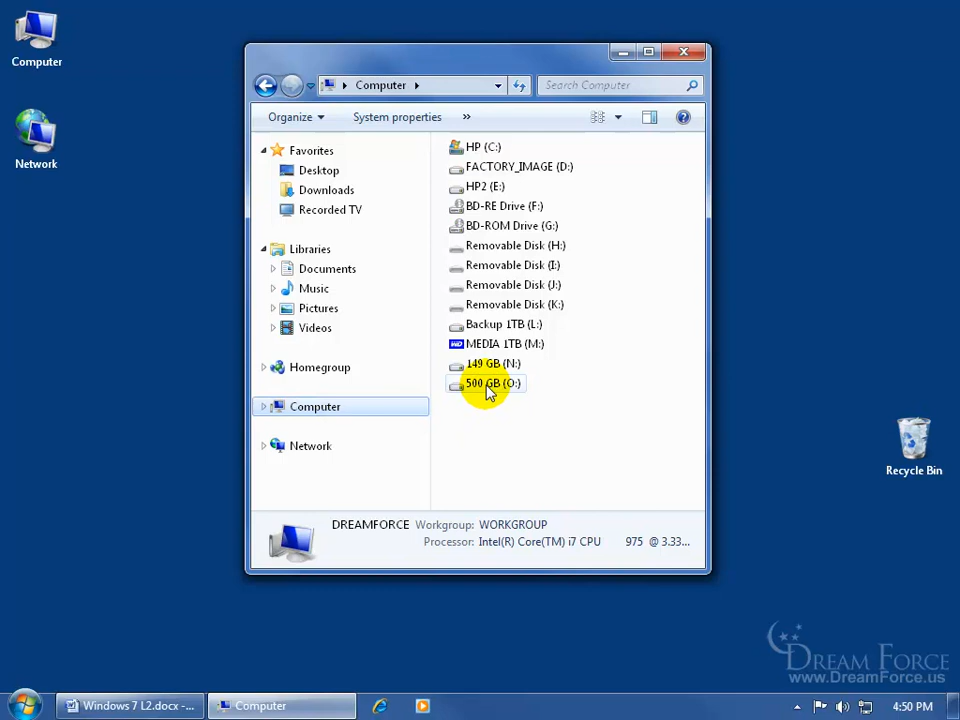 Computer
Network
Computer
Search Computer
Organize
System properties
»
Favorites
Desktop
Downloads
Recorded TV
Libraries
Documents
Music
Pictures
Videos
Homegroup
Computer
Network
HP (C:)
FACTORY_IMAGE (D:)
HP2 (E:)
BD-RE Drive (F:)
BD-ROM Drive (G:)
Removable Disk (H:)
Removable Disk (I:)
Removable Disk (J:)
Removable Disk (K:)
Backup 1TB (L:)
WD MEDIA 1TB (M:)
149 GB (N:)
500 GB (O:)
DREAMFORCE Workgroup: WORKGROUP
Processor: Intel(R) Core(TM) i7 CPU 975 @ 3.33...
Recycle Bin
DREAM FORCE
www.DreamForce.us
Windows 7 L2.docx -...
Computer
4:50 PM